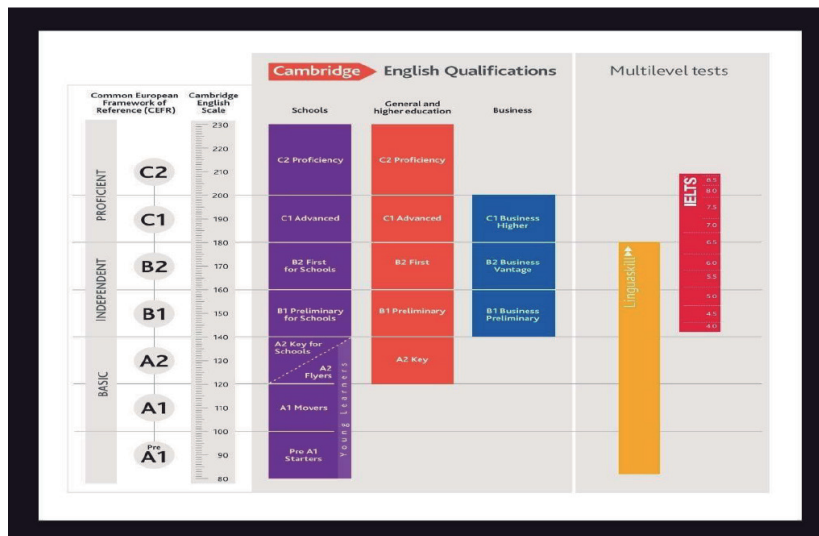 Cambridge English Qualifications
Multilevel tests
Common European
Framework of
Reference (CEFR)
Cambridge
English
Scale
Schools
General and
higher education
Business
PROFICIENT
INDEPENDENT
BASIC
C2
C1
B2
B1
A2
A1
Pre
A1
230
220
210
200
190
180
170
160
150
140
130
120
110
100
90
80
C2 Proficiency
C1 Advanced
B2 First
for Schools
B1 Preliminary
for Schools
A2 Key for
Schools
A2
Flyers
A1 Movers
Pre A1
Starters
Young Learners
C2 Proficiency
C1 Advanced
B2 First
B1 Preliminary
A2 Key
C1 Business
Higher
B2 Business
Vantage
B1 Business
Preliminary
Linguaskill
IELTS
8.5
8.0
7.5
7.0
6.5
6.0
5.5
5.0
4.5
4.0